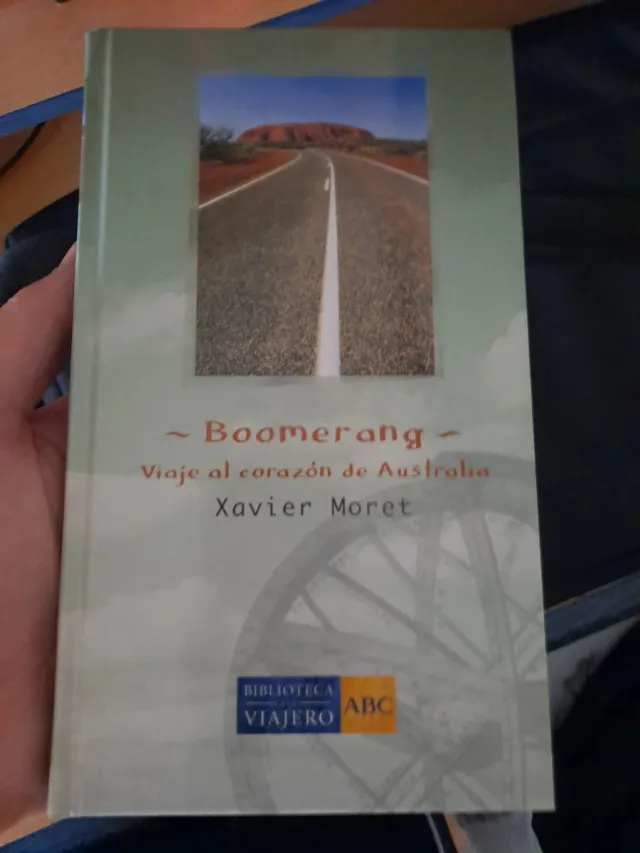 ~ Boomerang ~
Viaje al corazón de Australia
Xavier Moret
BIBLIOTECA
VIAJERO
ABC